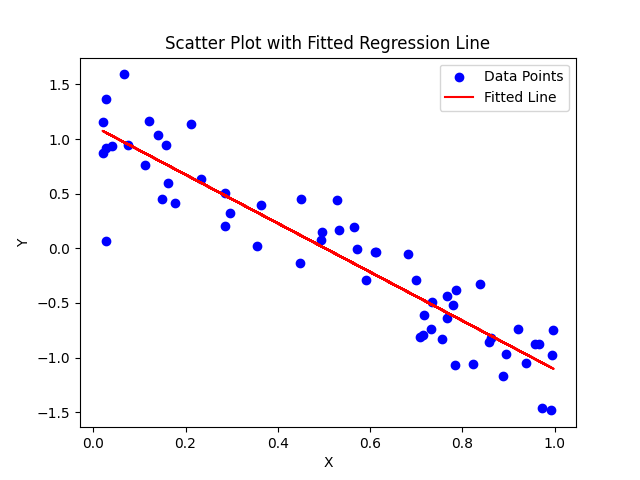 Scatter Plot with Fitted Regression Line
Data Points
Fitted Line
1.5
1.0
0.5
0.0
−0.5
−1.0
−1.5
Y
0.0 0.2 0.4 0.6 0.8 1.0
X